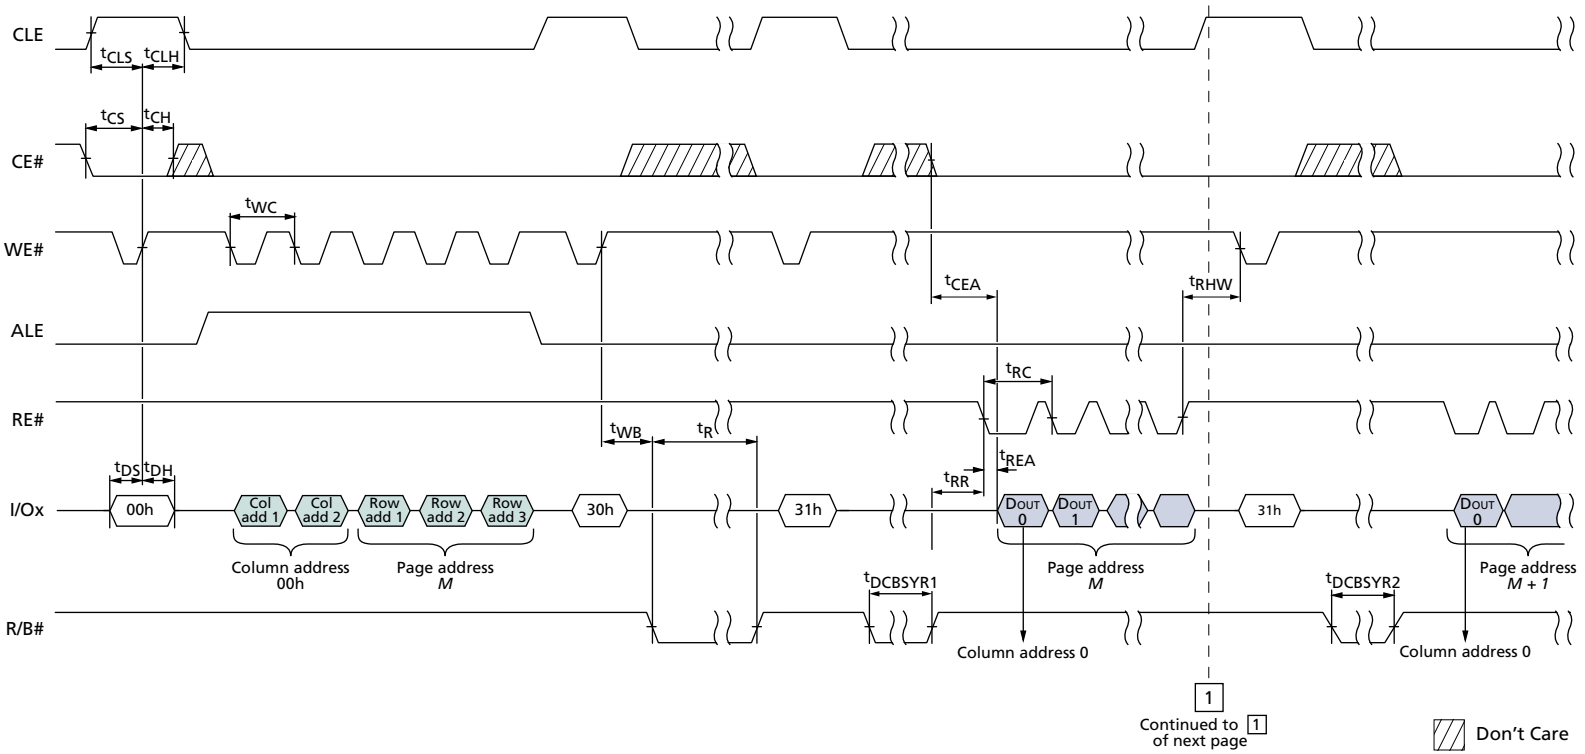 CLE
tCLS tCLH
CE#
tCS tCH
WE#
tWC
tCEA
tRHW
ALE
RE#
tRC
tWB
tR
tREA
tRR
tDS tDH
I/Ox
00h
Col add 1
Col add 2
Row add 1
Row add 2
Row add 3
30h
31h
DOUT 0
DOUT 1
31h
DOUT 0
Column address
00h
Page address
M
Page address
M
Page address
M + 1
tDCBSYR1
tDCBSYR2
R/B#
Column address 0
Column address 0
1
Continued to 1
of next page
Don't Care